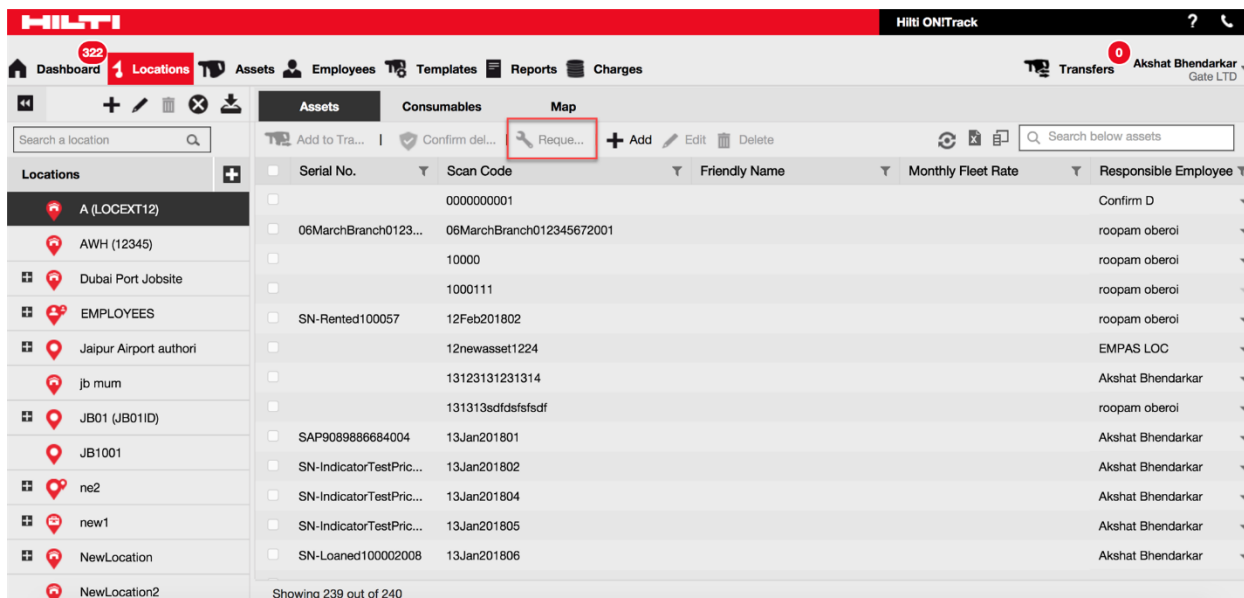 HILTI
Hilti ON!Track ?
322 0
Dashboard Locations Assets Employees Templates Reports Charges Transfers Akshat Bhendarkar
Gate LTD
Assets Consumables Map
Search a location Add to Tra... | Confirm del... | Reque... Add Edit Delete Search below assets
Locations Serial No. Scan Code Friendly Name Monthly Fleet Rate Responsible Employee
A (LOCEXT12) 0000000001 Confirm D
AWH (12345) 06MarchBranch0123... 06MarchBranch012345672001 roopam oberoi
Dubai Port Jobsite 10000 roopam oberoi
1000111 roopam oberoi
EMPLOYEES SN-Rented100057 12Feb201802 roopam oberoi
Jaipur Airport authori 12newasset1224 EMPAS LOC
jb mum 13123131231314 Akshat Bhendarkar
JB01 (JB01ID) 131313sdfdsfsfsdf roopam oberoi
SAP9089886684004 13Jan201801 Akshat Bhendarkar
JB1001 SN-IndicatorTestPric... 13Jan201802 Akshat Bhendarkar
ne2 SN-IndicatorTestPric... 13Jan201804 Akshat Bhendarkar
new1 SN-IndicatorTestPric... 13Jan201805 Akshat Bhendarkar
NewLocation SN-Loaned100002008 13Jan201806 Akshat Bhendarkar
NewLocation2 Showing 239 out of 240